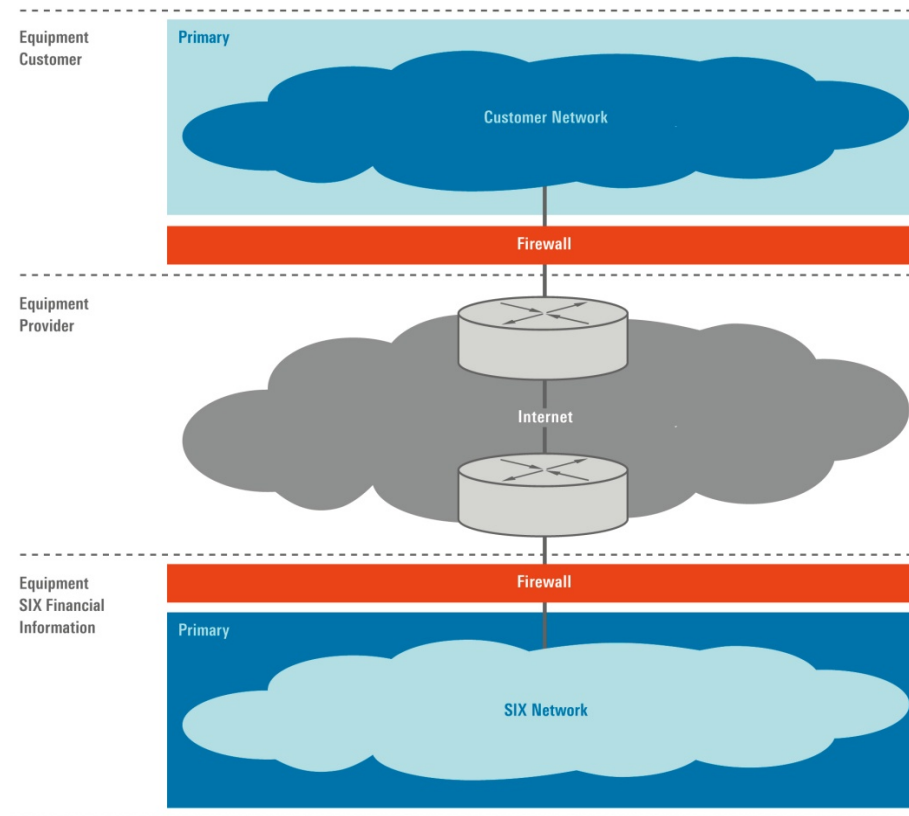 Equipment
Customer
Primary
Customer Network
Firewall
Equipment
Provider
Internet
Equipment
SIX Financial
Information
Firewall
Primary
SIX Network